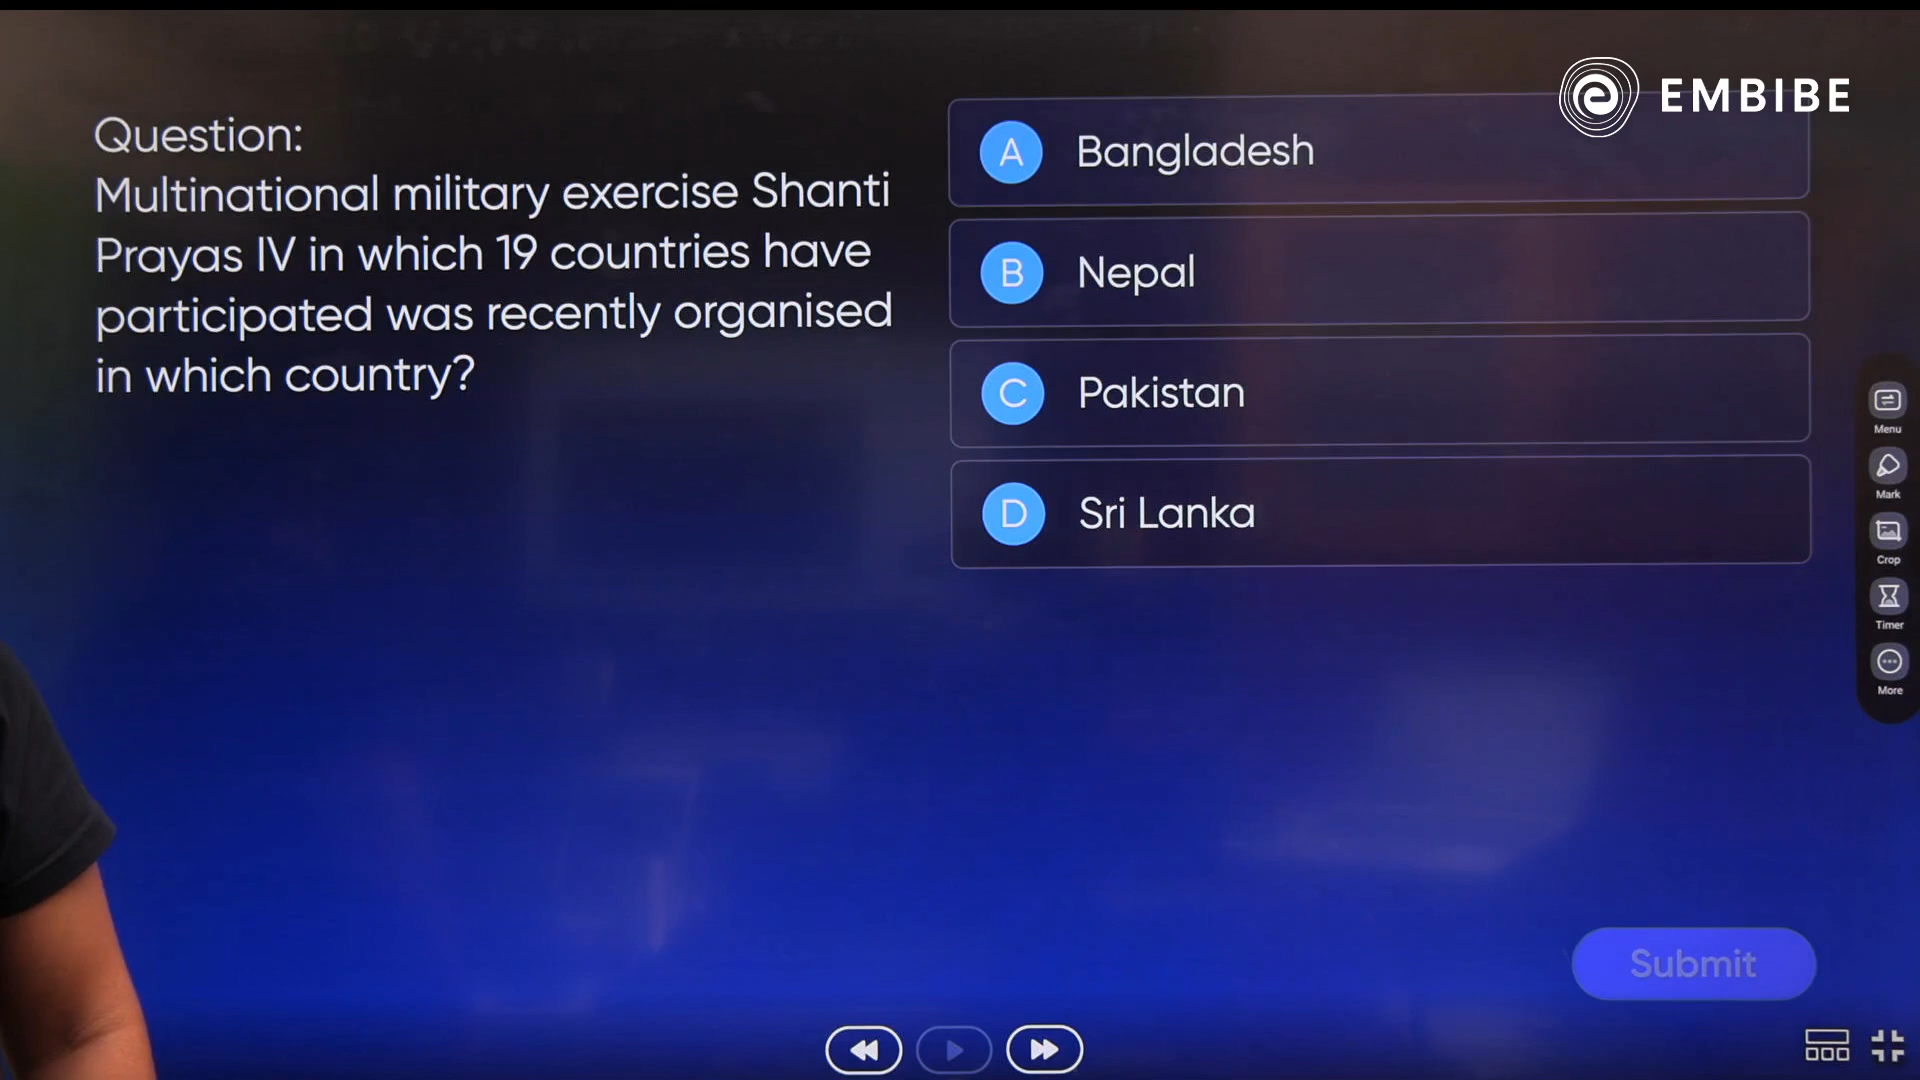 EMBIBE
Question:
Multinational military exercise Shanti
Prayas IV in which 19 countries have
participated was recently organised
in which country?
A Bangladesh
B Nepal
C Pakistan
D Sri Lanka
Menu
Mark
Crop
Timer
More
Submit